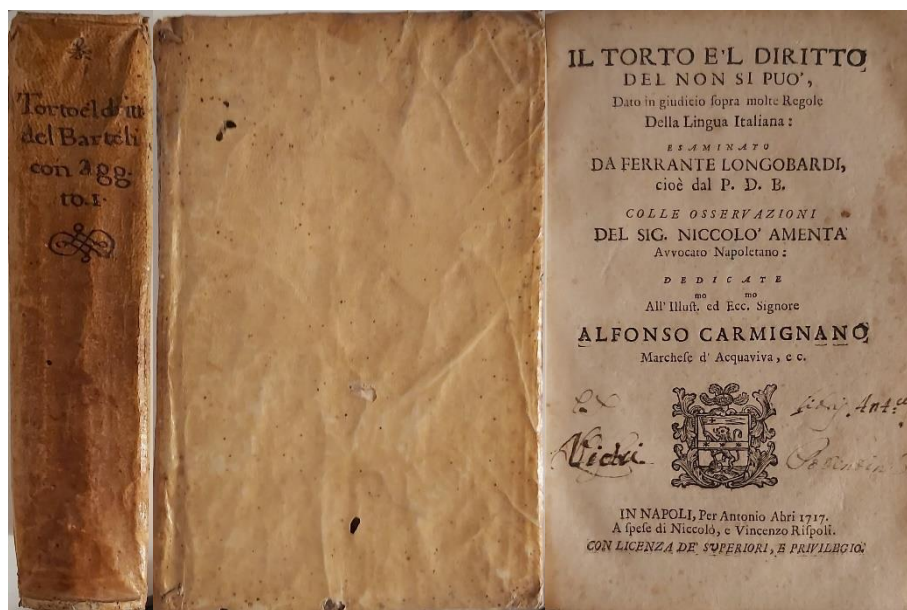 Torto e'l diritt
del Bartoli
con agg.
to. 1.
IL TORTO E'L DIRITTO
DEL NON SI PUO',
Dato in giudicio ſopra molte Regole
Della Lingua Italiana:
ESAMINATO
DA FERRANTE LONGOBARDI,
cioè dal P. D. B.
COLLE OSSERVAZIONI
DEL SIG. NICCOLO' AMENTA
Avvocato Napoletano:
DEDICATE
All' Illuſt.mo ed Ecc.mo Signore
ALFONSO CARMIGNANO,
Marcheſe d' Acquaviva, e c.
Ex
IN NAPOLI, Per Antonio Abri 1717.
A ſpeſe di Niccolò, e Vincenzo Riſpoli.
CON LICENZA DE' SUPERIORI, E PRIVILEGIO.